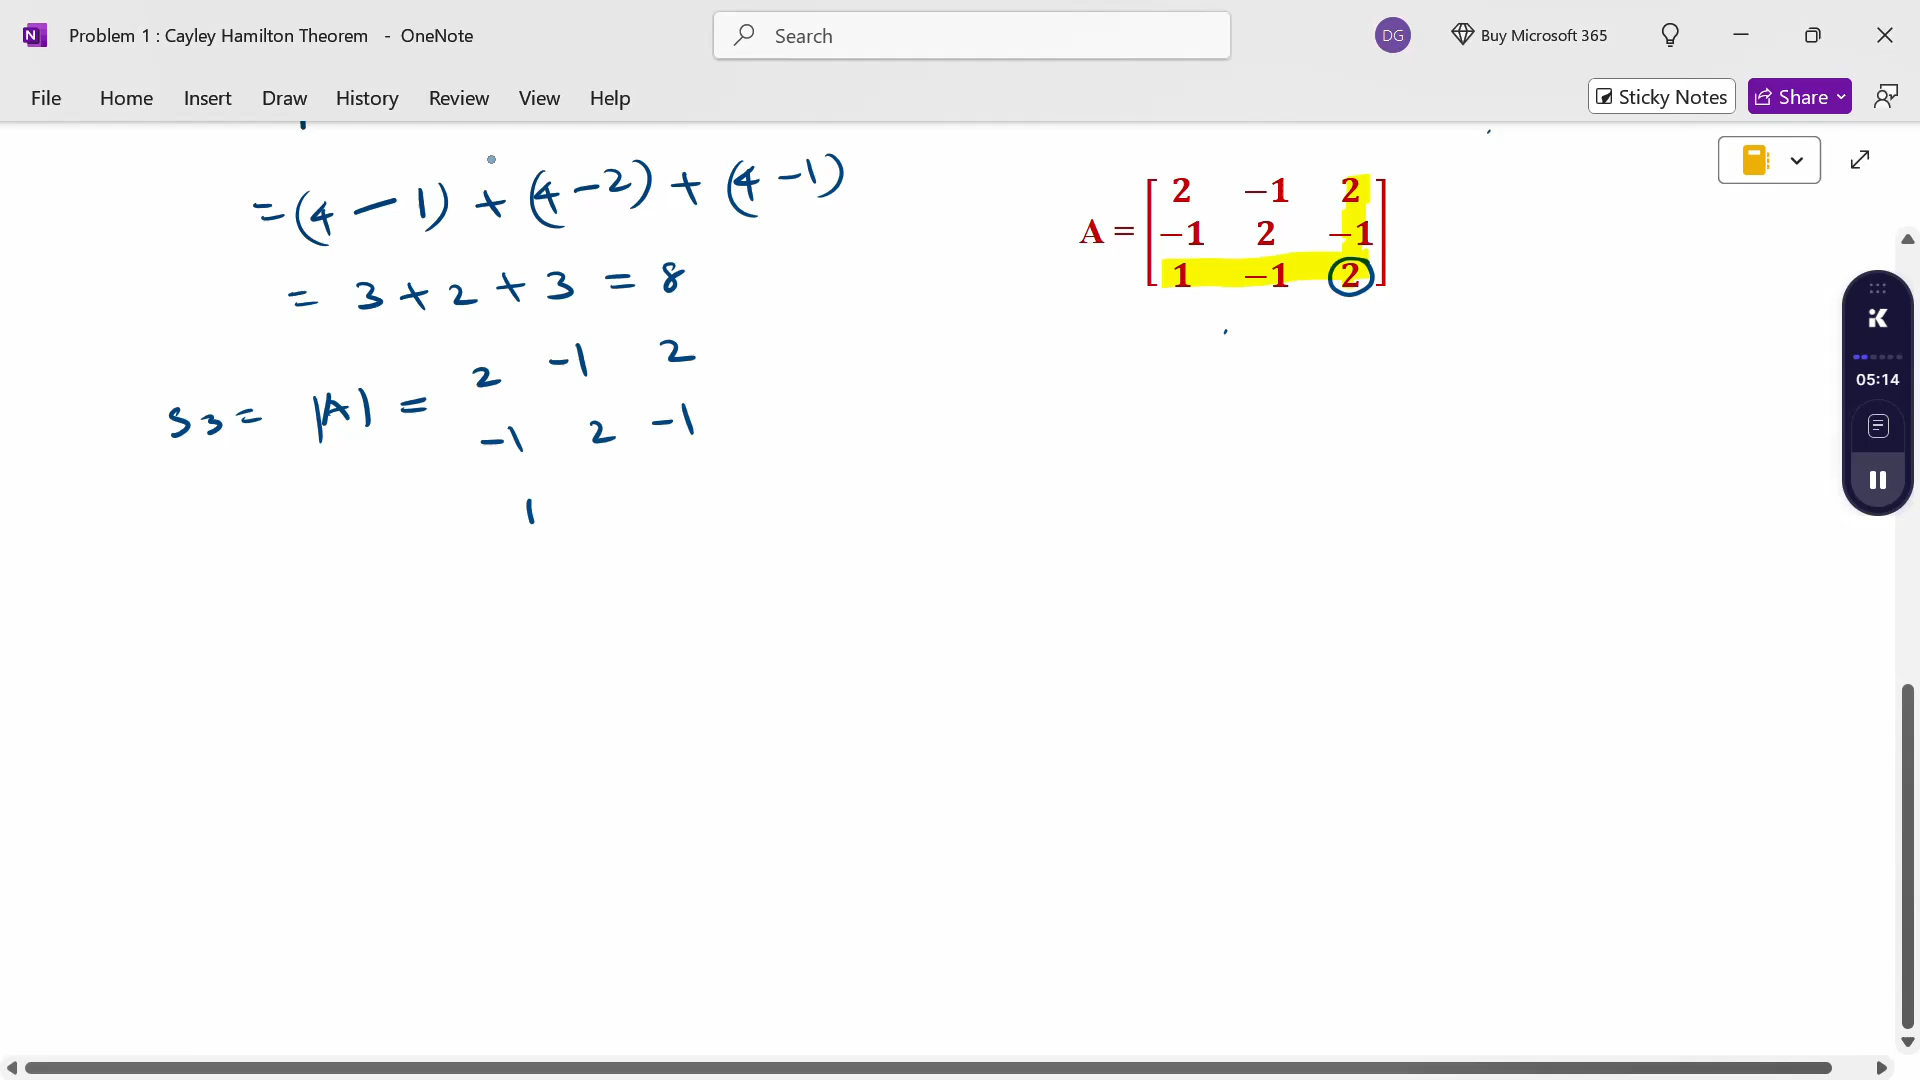 Problem 1 : Cayley Hamilton Theorem - OneNote
Search
DG
Buy Microsoft 365
File Home Insert Draw History Review View Help
Sticky Notes
Share
= (4 - 1) + (4 - 2) + (4 - 1)
= 3 + 2 + 3 = 8
S3 = |A| = 2 -1 2
-1 2 -1
1
A = [2 −1 2
−1 2 −1
1 −1 2]
05:14